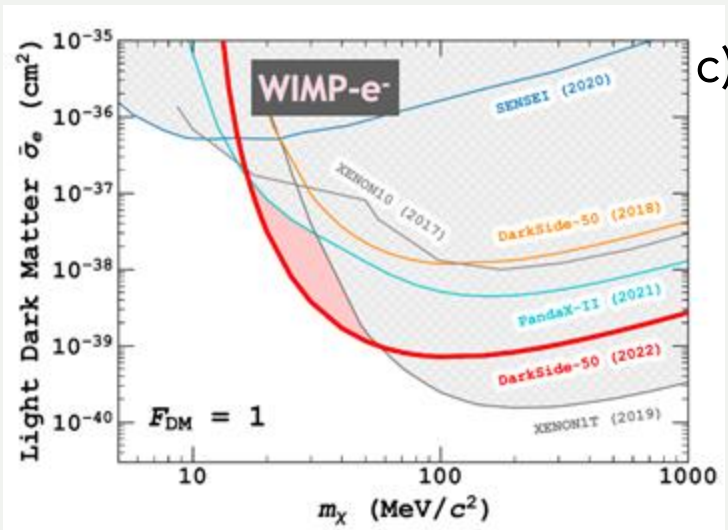 Light Dark Matter σ̄e (cm²)
10⁻³⁵
10⁻³⁶
10⁻³⁷
10⁻³⁸
10⁻³⁹
10⁻⁴⁰
WIMP-e⁻
c)
SENSEI (2020)
XENON10 (2017)
DarkSide-50 (2018)
PandaX-II (2021)
DarkSide-50 (2022)
XENON1T (2019)
F_DM = 1
10
100
1000
mχ (MeV/c²)